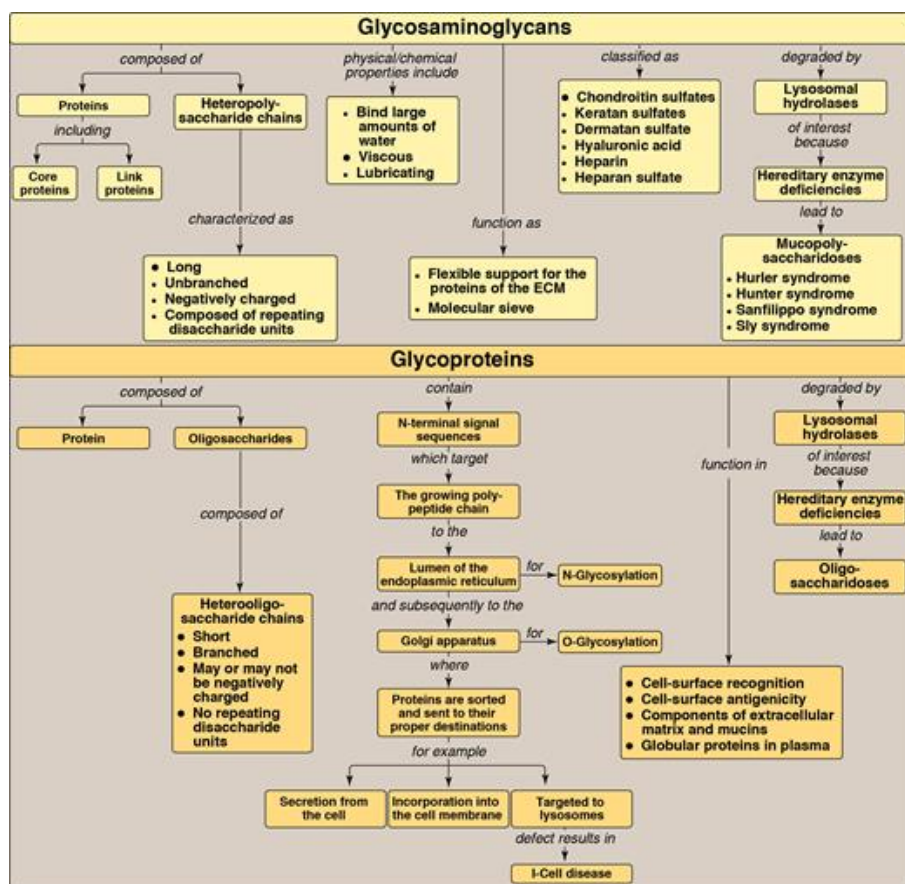 Glycosaminoglycans
composed of
Proteins
including
Core
proteins
Link
proteins
Heteropoly-
saccharide chains
characterized as
● Long
• Unbranched
• Negatively charged
• Composed of repeating
disaccharide units
physical/chemical
properties include
• Bind large
amounts of
water
● Viscous
• Lubricating
function as
• Flexible support for the
proteins of the ECM
• Molecular sieve
classified as
● Chondroitin sulfates
• Keratan sulfates
• Dermatan sulfate
• Hyaluronic acid
• Heparin
• Heparan sulfate
degraded by
Lysosomal
hydrolases
of interest
because
Hereditary enzyme
deficiencies
lead to
Mucopoly-
saccharidoses
• Hurler syndrome
• Hunter syndrome
• Sanfilippo syndrome
• Sly syndrome
Glycoproteins
composed of
Protein
Oligosaccharides
composed of
Heterooligo-
saccharide chains
● Short
● Branched
● May or may not
be negatively
charged
● No repeating
disaccharide
units
contain
N-terminal signal
sequences
which target
The growing poly-
peptide chain
to the
Lumen of the
endoplasmic reticulum
for
N-Glycosylation
and subsequently to the
Golgi apparatus
for
O-Glycosylation
where
Proteins are sorted
and sent to their
proper destinations
for example
Secretion from
the cell
Incorporation into
the cell membrane
Targeted to
lysosomes
defect results in
I-Cell disease
function in
● Cell-surface recognition
● Cell-surface antigenicity
● Components of extracellular
matrix and mucins
● Globular proteins in plasma
degraded by
Lysosomal
hydrolases
of interest
because
Hereditary enzyme
deficiencies
lead to
Oligo-
saccharidoses